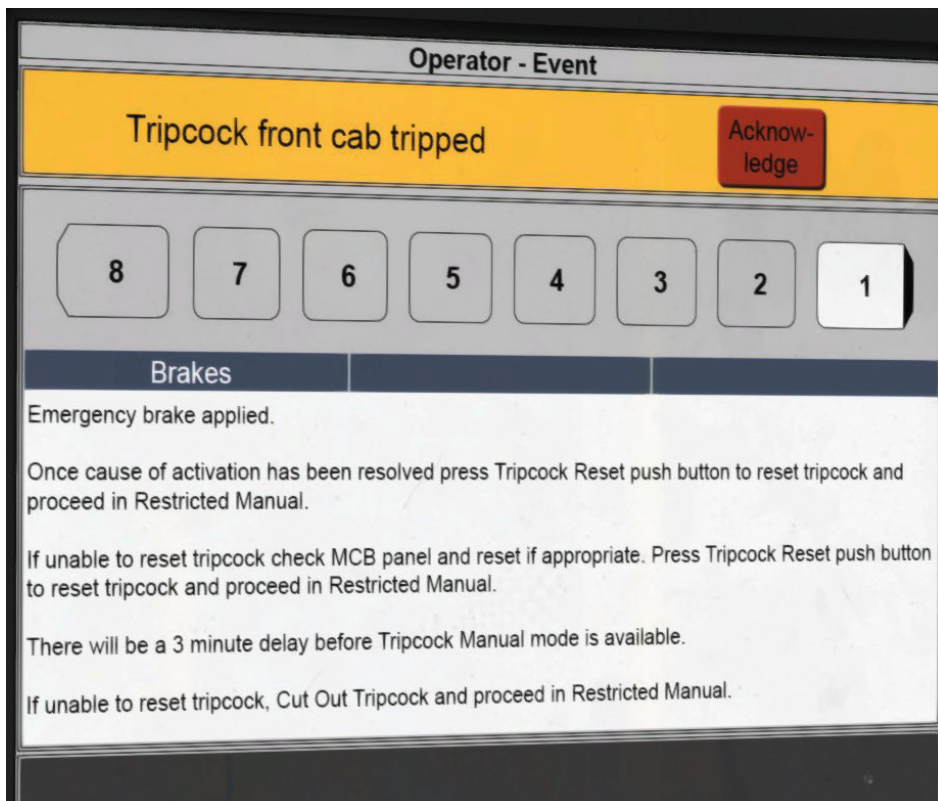 Operator - Event
Tripcock front cab tripped
Acknow-
ledge
8 7 6 5 4 3 2 1
Brakes
Emergency brake applied.
Once cause of activation has been resolved press Tripcock Reset push button to reset tripcock and
proceed in Restricted Manual.
If unable to reset tripcock check MCB panel and reset if appropriate. Press Tripcock Reset push button
to reset tripcock and proceed in Restricted Manual.
There will be a 3 minute delay before Tripcock Manual mode is available.
If unable to reset tripcock, Cut Out Tripcock and proceed in Restricted Manual.